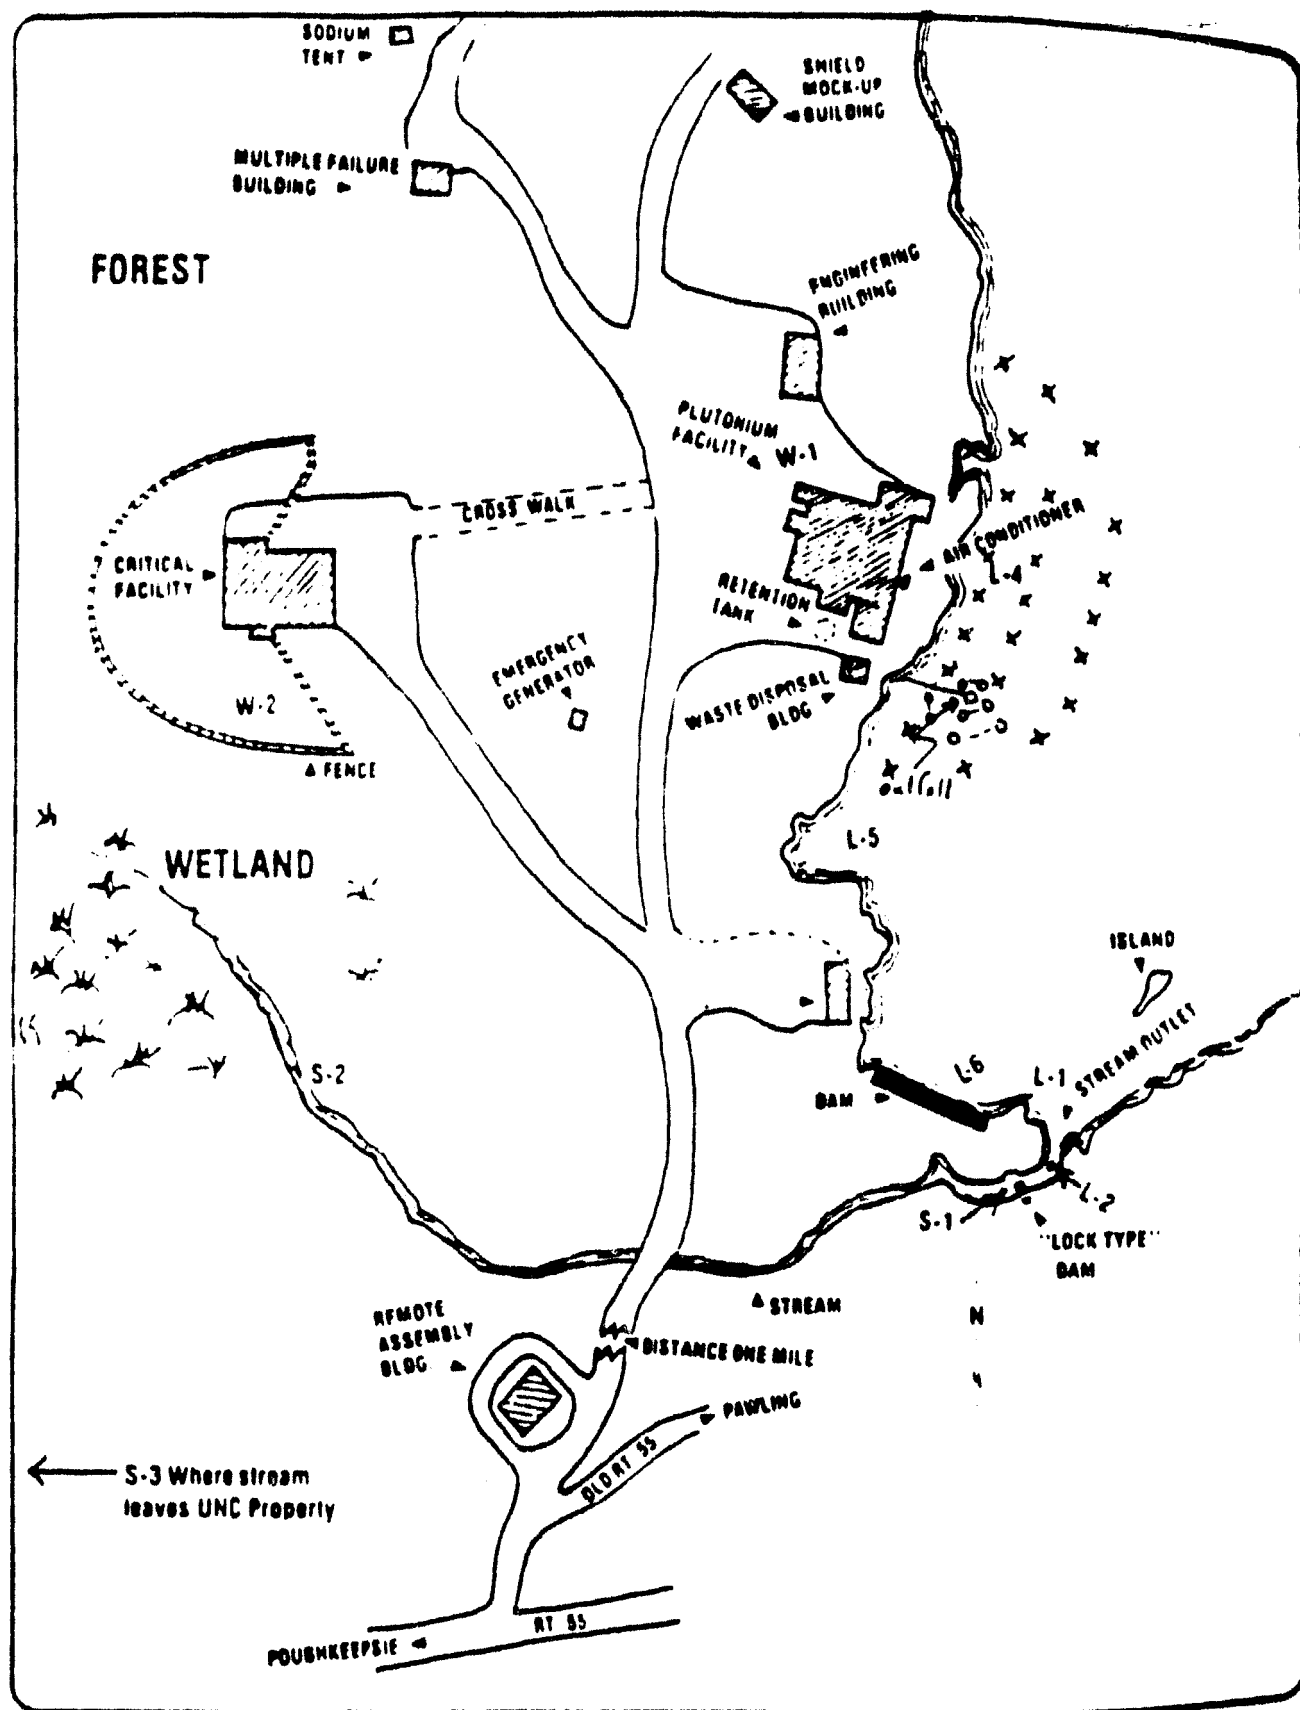 SODIUM
TENT
SHIELD
MOCK-UP
BUILDING
MULTIPLE FAILURE
BUILDING
FOREST
ENGINEERING
BUILDING
PLUTONIUM
FACILITY
W-1
CROSS WALK
AIR CONDITIONER
CRITICAL
FACILITY
L-4
RETENTION
TANK
EMERGENCY
GENERATOR
W-2
WASTE DISPOSAL
BLDG
FENCE
outfall
L-5
WETLAND
ISLAND
STREAM OUTLET
S-2
L-6
L-1
DAM
L-2
S-1
"LOCK TYPE"
DAM
STREAM
N
REMOTE
ASSEMBLY
BLDG
DISTANCE ONE MILE
PAWLING
OLD RT 55
S-3 Where stream
leaves UNC Property
RT 55
POUGHKEEPSIE